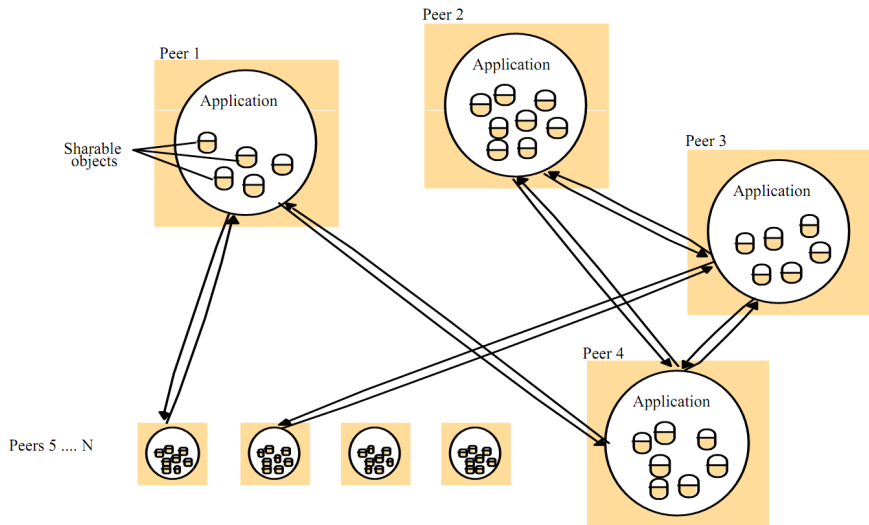 Peer 1
Application
Sharable
objects
Peer 2
Application
Peer 3
Application
Peer 4
Application
Peers 5 .... N